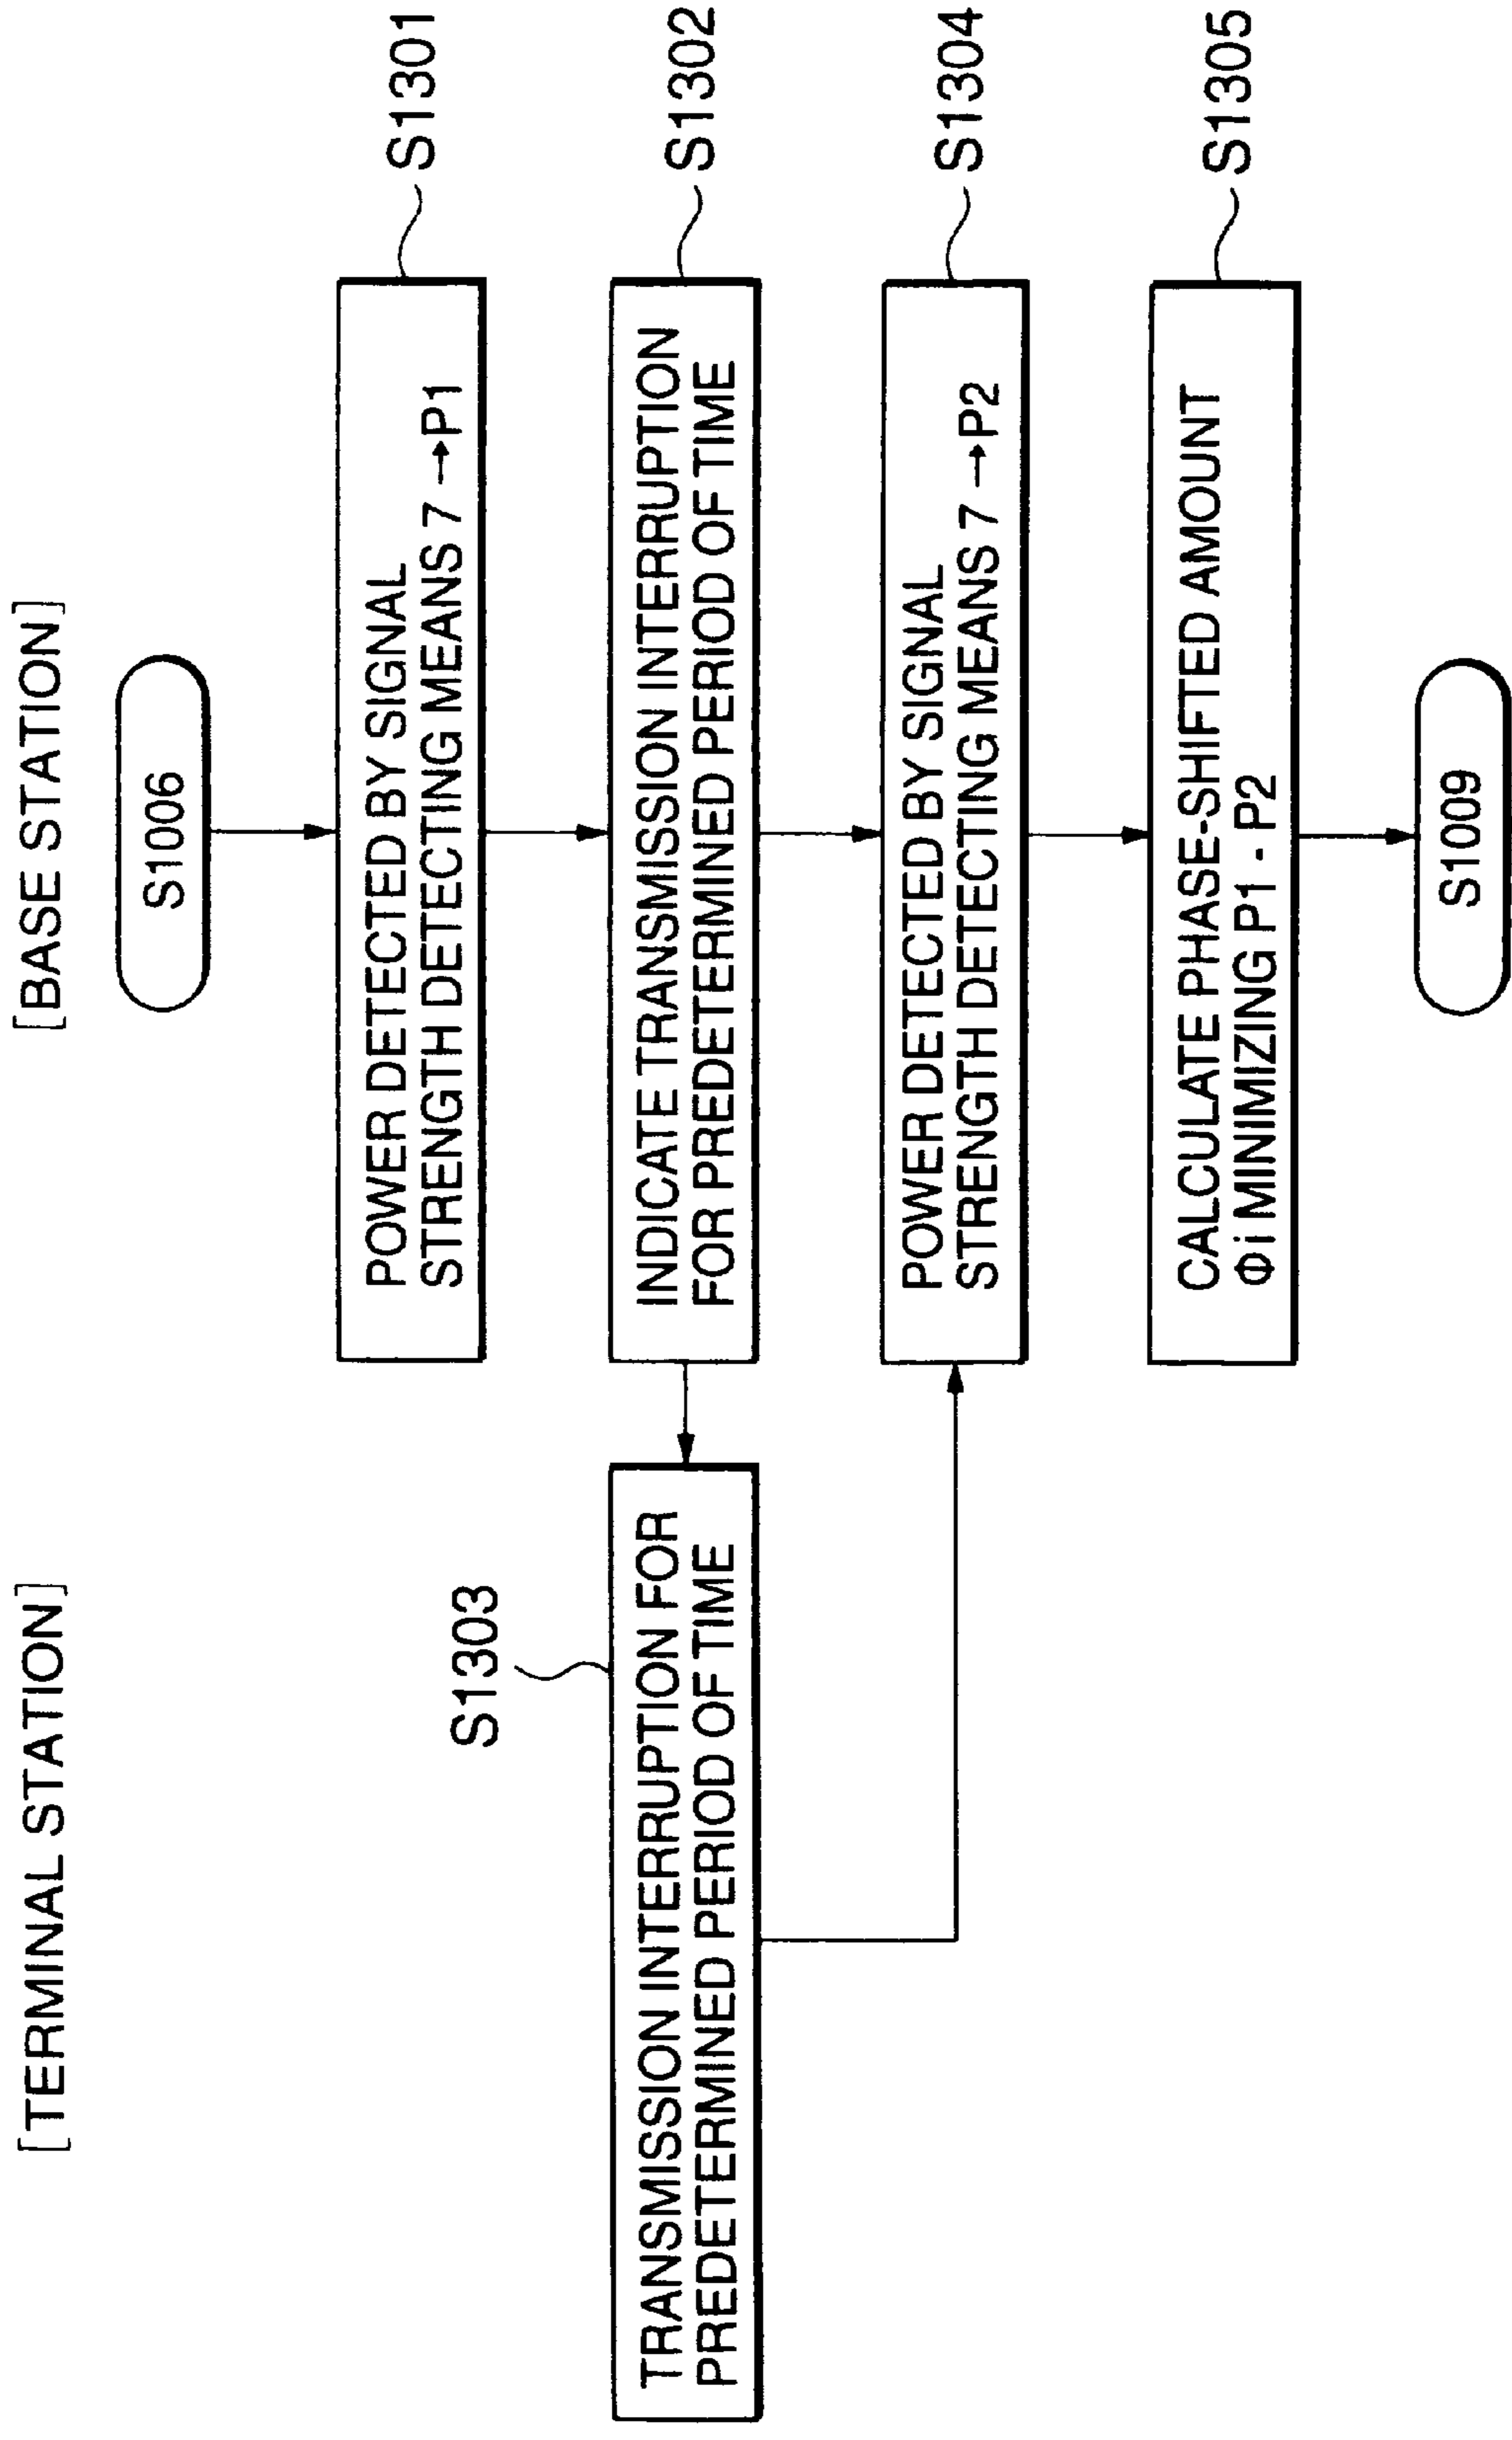 [TERMINAL STATION]
[BASE STATION]
S1006
POWER DETECTED BY SIGNAL
STRENGTH DETECTING MEANS 7 →P1
S1301
INDICATE TRANSMISSION INTERRUPTION
FOR PREDETERMINED PERIOD OF TIME
S1302
S1303
TRANSMISSION INTERRUPTION FOR
PREDETERMINED PERIOD OF TIME
POWER DETECTED BY SIGNAL
STRENGTH DETECTING MEANS 7 →P2
S1304
CALCULATE PHASE-SHIFTED AMOUNT
Φi MINIMIZING P1 - P2
S1305
S1009